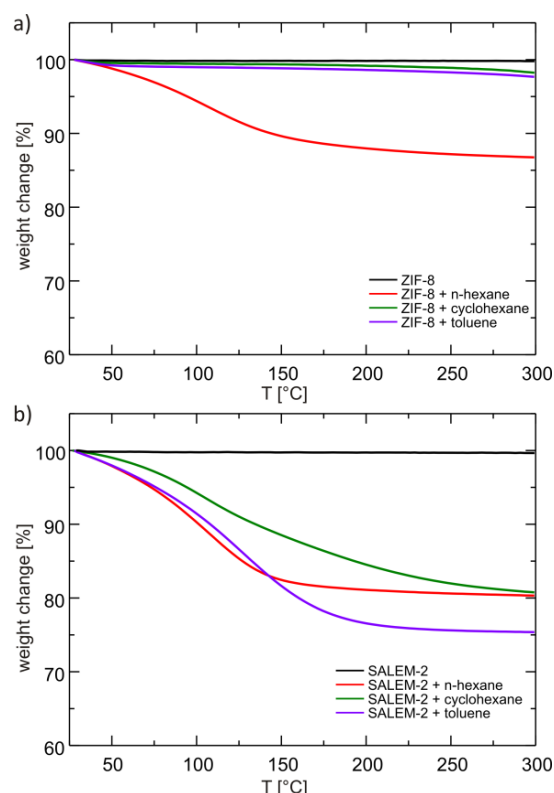 a)
100
90
80
70
60
weight change [%]
ZIF-8
ZIF-8 + n-hexane
ZIF-8 + cyclohexane
ZIF-8 + toluene
50
100
150
200
250
300
T [°C]
b)
100
90
80
70
60
weight change [%]
SALEM-2
SALEM-2 + n-hexane
SALEM-2 + cyclohexane
SALEM-2 + toluene
50
100
150
200
250
300
T [°C]